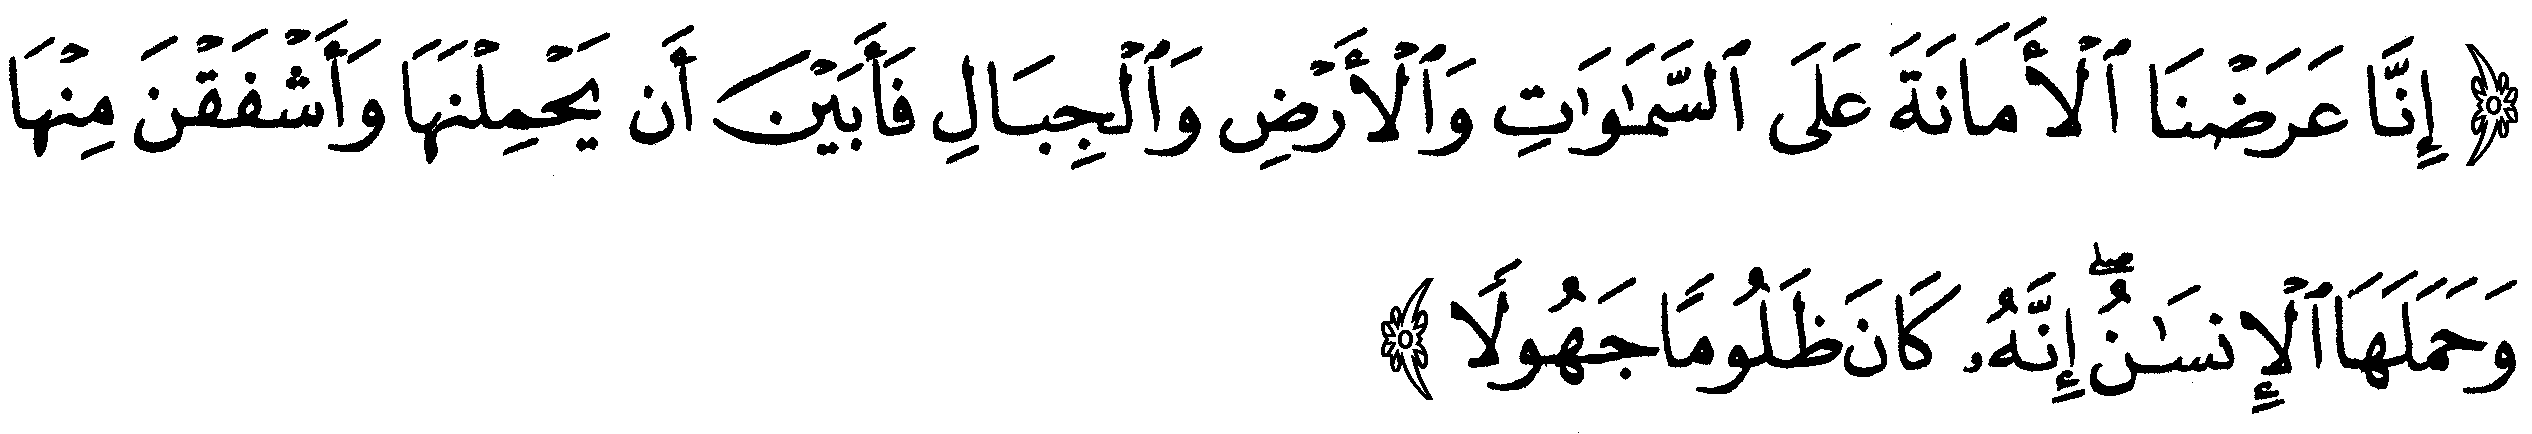 ﴿ إِنَّا عَرَضۡنَا ٱلۡأَمَانَةَ عَلَى ٱلسَّمَٰوَٰتِ وَٱلۡأَرۡضِ وَٱلۡجِبَالِ فَأَبَيۡنَ أَن يَحۡمِلۡنَهَا وَأَشۡفَقۡنَ مِنۡهَا
وَحَمَلَهَا ٱلۡإِنسَٰنُۖ إِنَّهُۥ كَانَ ظَلُومٗا جَهُولٗا ﴾